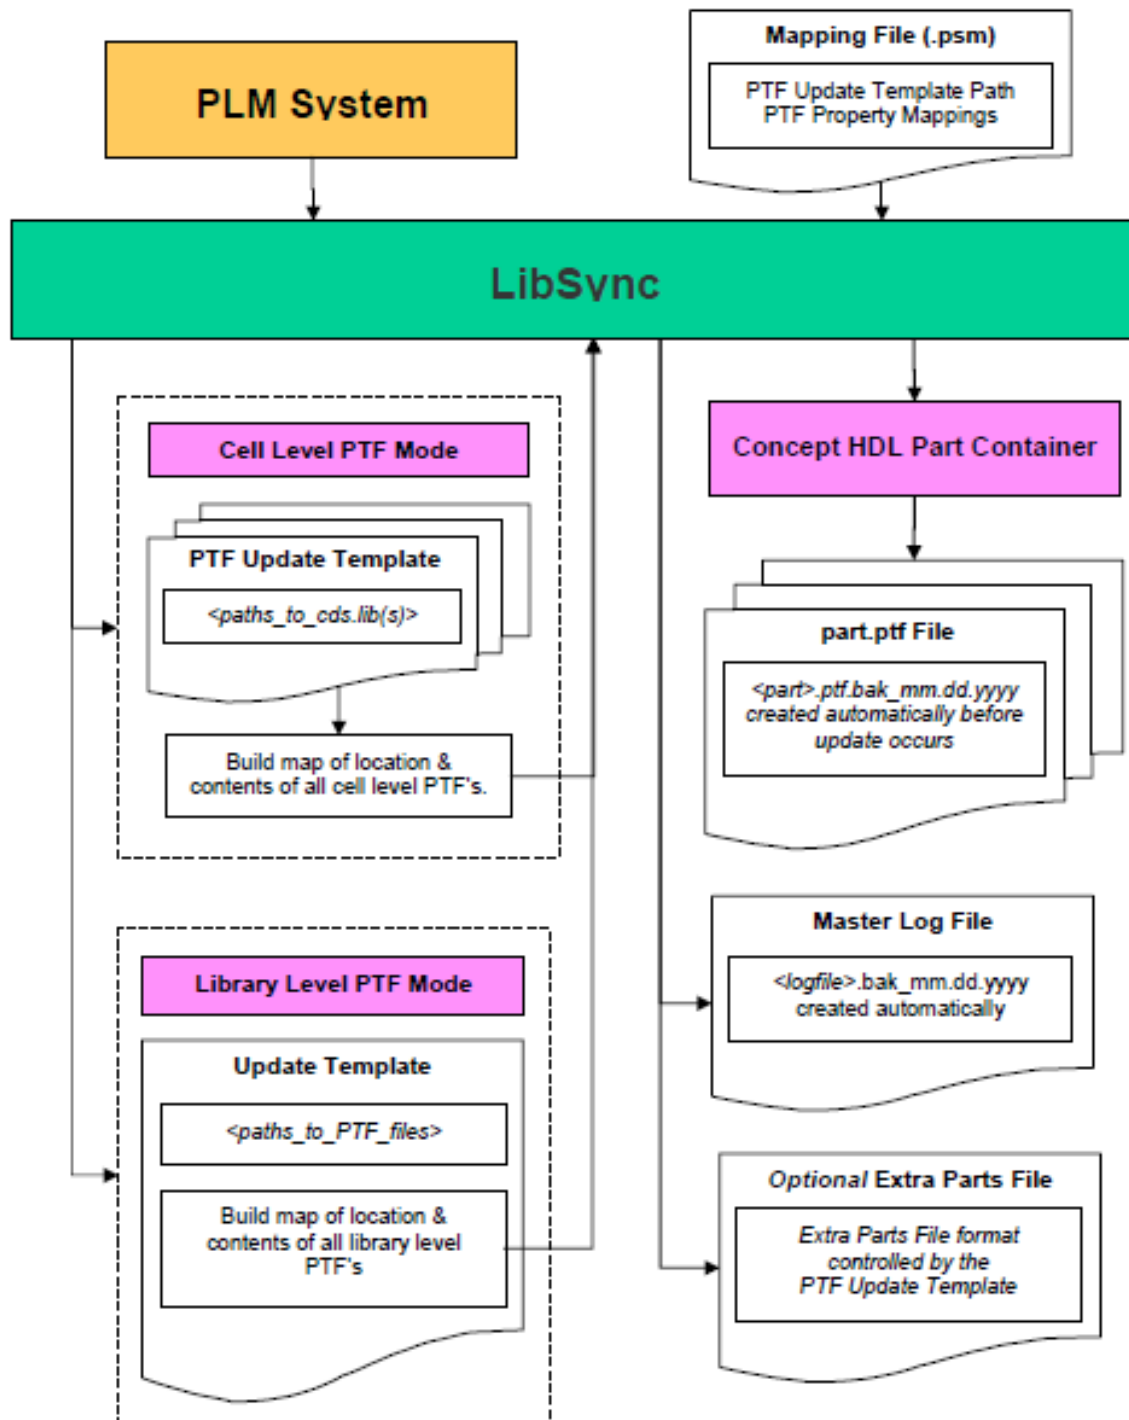 PLM System
Mapping File (.psm)
PTF Update Template Path
PTF Property Mappings
LibSync
Cell Level PTF Mode
PTF Update Template
<paths_to_cds.lib(s)>
Build map of location &
contents of all cell level PTF's.
Library Level PTF Mode
Update Template
<paths_to_PTF_files>
Build map of location &
contents of all library level
PTF's
Concept HDL Part Container
part.ptf File
<part>.ptf.bak_mm.dd.yyyy
created automatically before
update occurs
Master Log File
<logfile>.bak_mm.dd.yyyy
created automatically
Optional Extra Parts File
Extra Parts File format
controlled by the
PTF Update Template